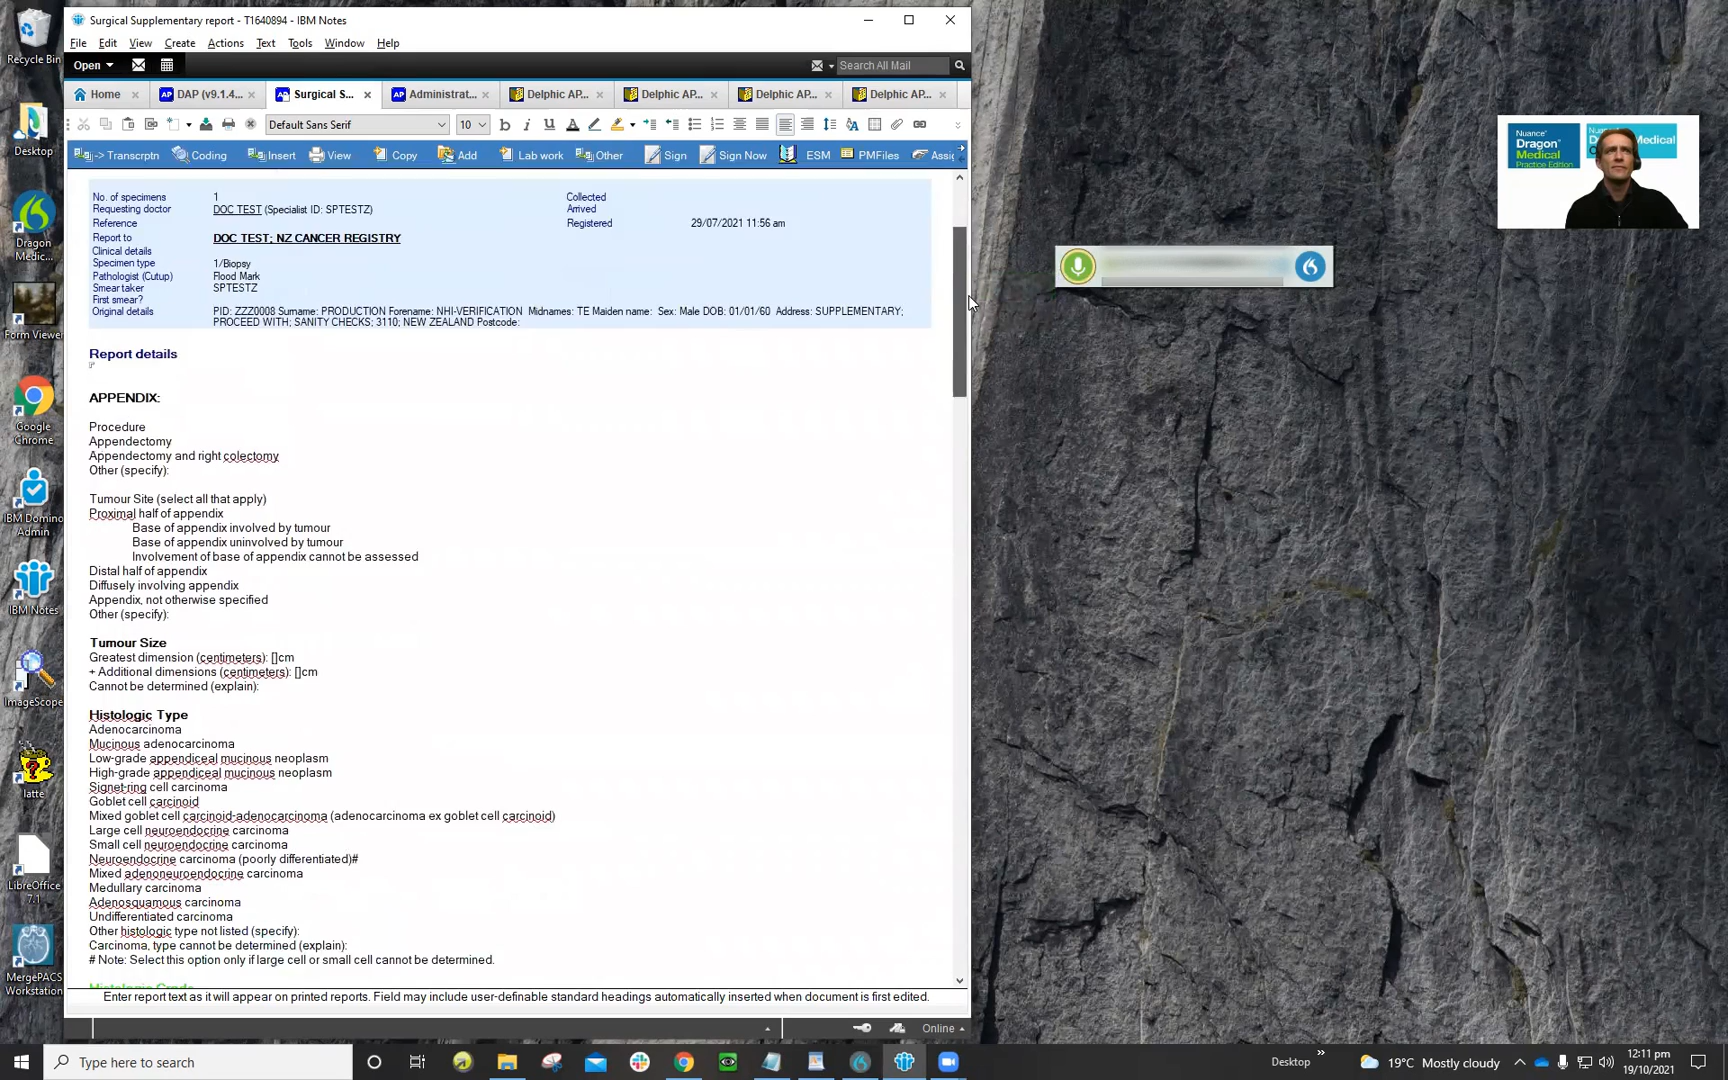 Surgical Supplementary report - T1640894 - IBM Notes
File Edit View Create Actions Text Tools Window Help
Open
Search All Mail
Home
DAP (v9.1.4...
Surgical S...
Administrat...
Delphic AP...
Delphic AP...
Delphic AP...
Delphic AP...
Default Sans Serif
10
-> Transcrptn
Coding
Insert
View
Copy
Add
Lab work
Other
Sign
Sign Now
ESM
PMFiles
Assig
No. of specimens 1 Collected
Requesting doctor DOC TEST (Specialist ID: SPTESTZ) Arrived
Reference Registered 29/07/2021 11:56 am
Report to DOC TEST; NZ CANCER REGISTRY
Clinical details
Specimen type 1/Biopsy
Pathologist (Cutup) Flood Mark
Smear taker SPTESTZ
First smear?
Original details PID: ZZZ0008 Surname: PRODUCTION Forename: NHI-VERIFICATION Midnames: TE Maiden name: Sex: Male DOB: 01/01/60 Address: SUPPLEMENTARY;
PROCEED WITH; SANITY CHECKS; 3110; NEW ZEALAND Postcode:
Report details
APPENDIX:
Procedure
Appendectomy
Appendectomy and right colectomy
Other (specify):
Tumour Site (select all that apply)
Proximal half of appendix
Base of appendix involved by tumour
Base of appendix uninvolved by tumour
Involvement of base of appendix cannot be assessed
Distal half of appendix
Diffusely involving appendix
Appendix, not otherwise specified
Other (specify):
Tumour Size
Greatest dimension (centimeters): []cm
+ Additional dimensions (centimeters): []cm
Cannot be determined (explain):
Histologic Type
Adenocarcinoma
Mucinous adenocarcinoma
Low-grade appendiceal mucinous neoplasm
High-grade appendiceal mucinous neoplasm
Signet-ring cell carcinoma
Goblet cell carcinoid
Mixed goblet cell carcinoid-adenocarcinoma (adenocarcinoma ex goblet cell carcinoid)
Large cell neuroendocrine carcinoma
Small cell neuroendocrine carcinoma
Neuroendocrine carcinoma (poorly differentiated)#
Mixed adenoneuroendocrine carcinoma
Medullary carcinoma
Adenosquamous carcinoma
Undifferentiated carcinoma
Other histologic type not listed (specify):
Carcinoma, type cannot be determined (explain):
# Note: Select this option only if large cell or small cell cannot be determined.
Histologic Grade
Enter report text as it will appear on printed reports. Field may include user-definable standard headings automatically inserted when document is first edited.
Online
Recycle Bin
Desktop
Dragon
Medic...
Form Viewer
Google
Chrome
IBM Domino
Admin
IBM Notes
ImageScope
latte
LibreOffice
7.1
MergePACS
Workstation
Nuance
Dragon
Medical
Practice Edition
Nuance
Dragon Medical
Type here to search
Desktop
19°C Mostly cloudy
12:11 pm
19/10/2021